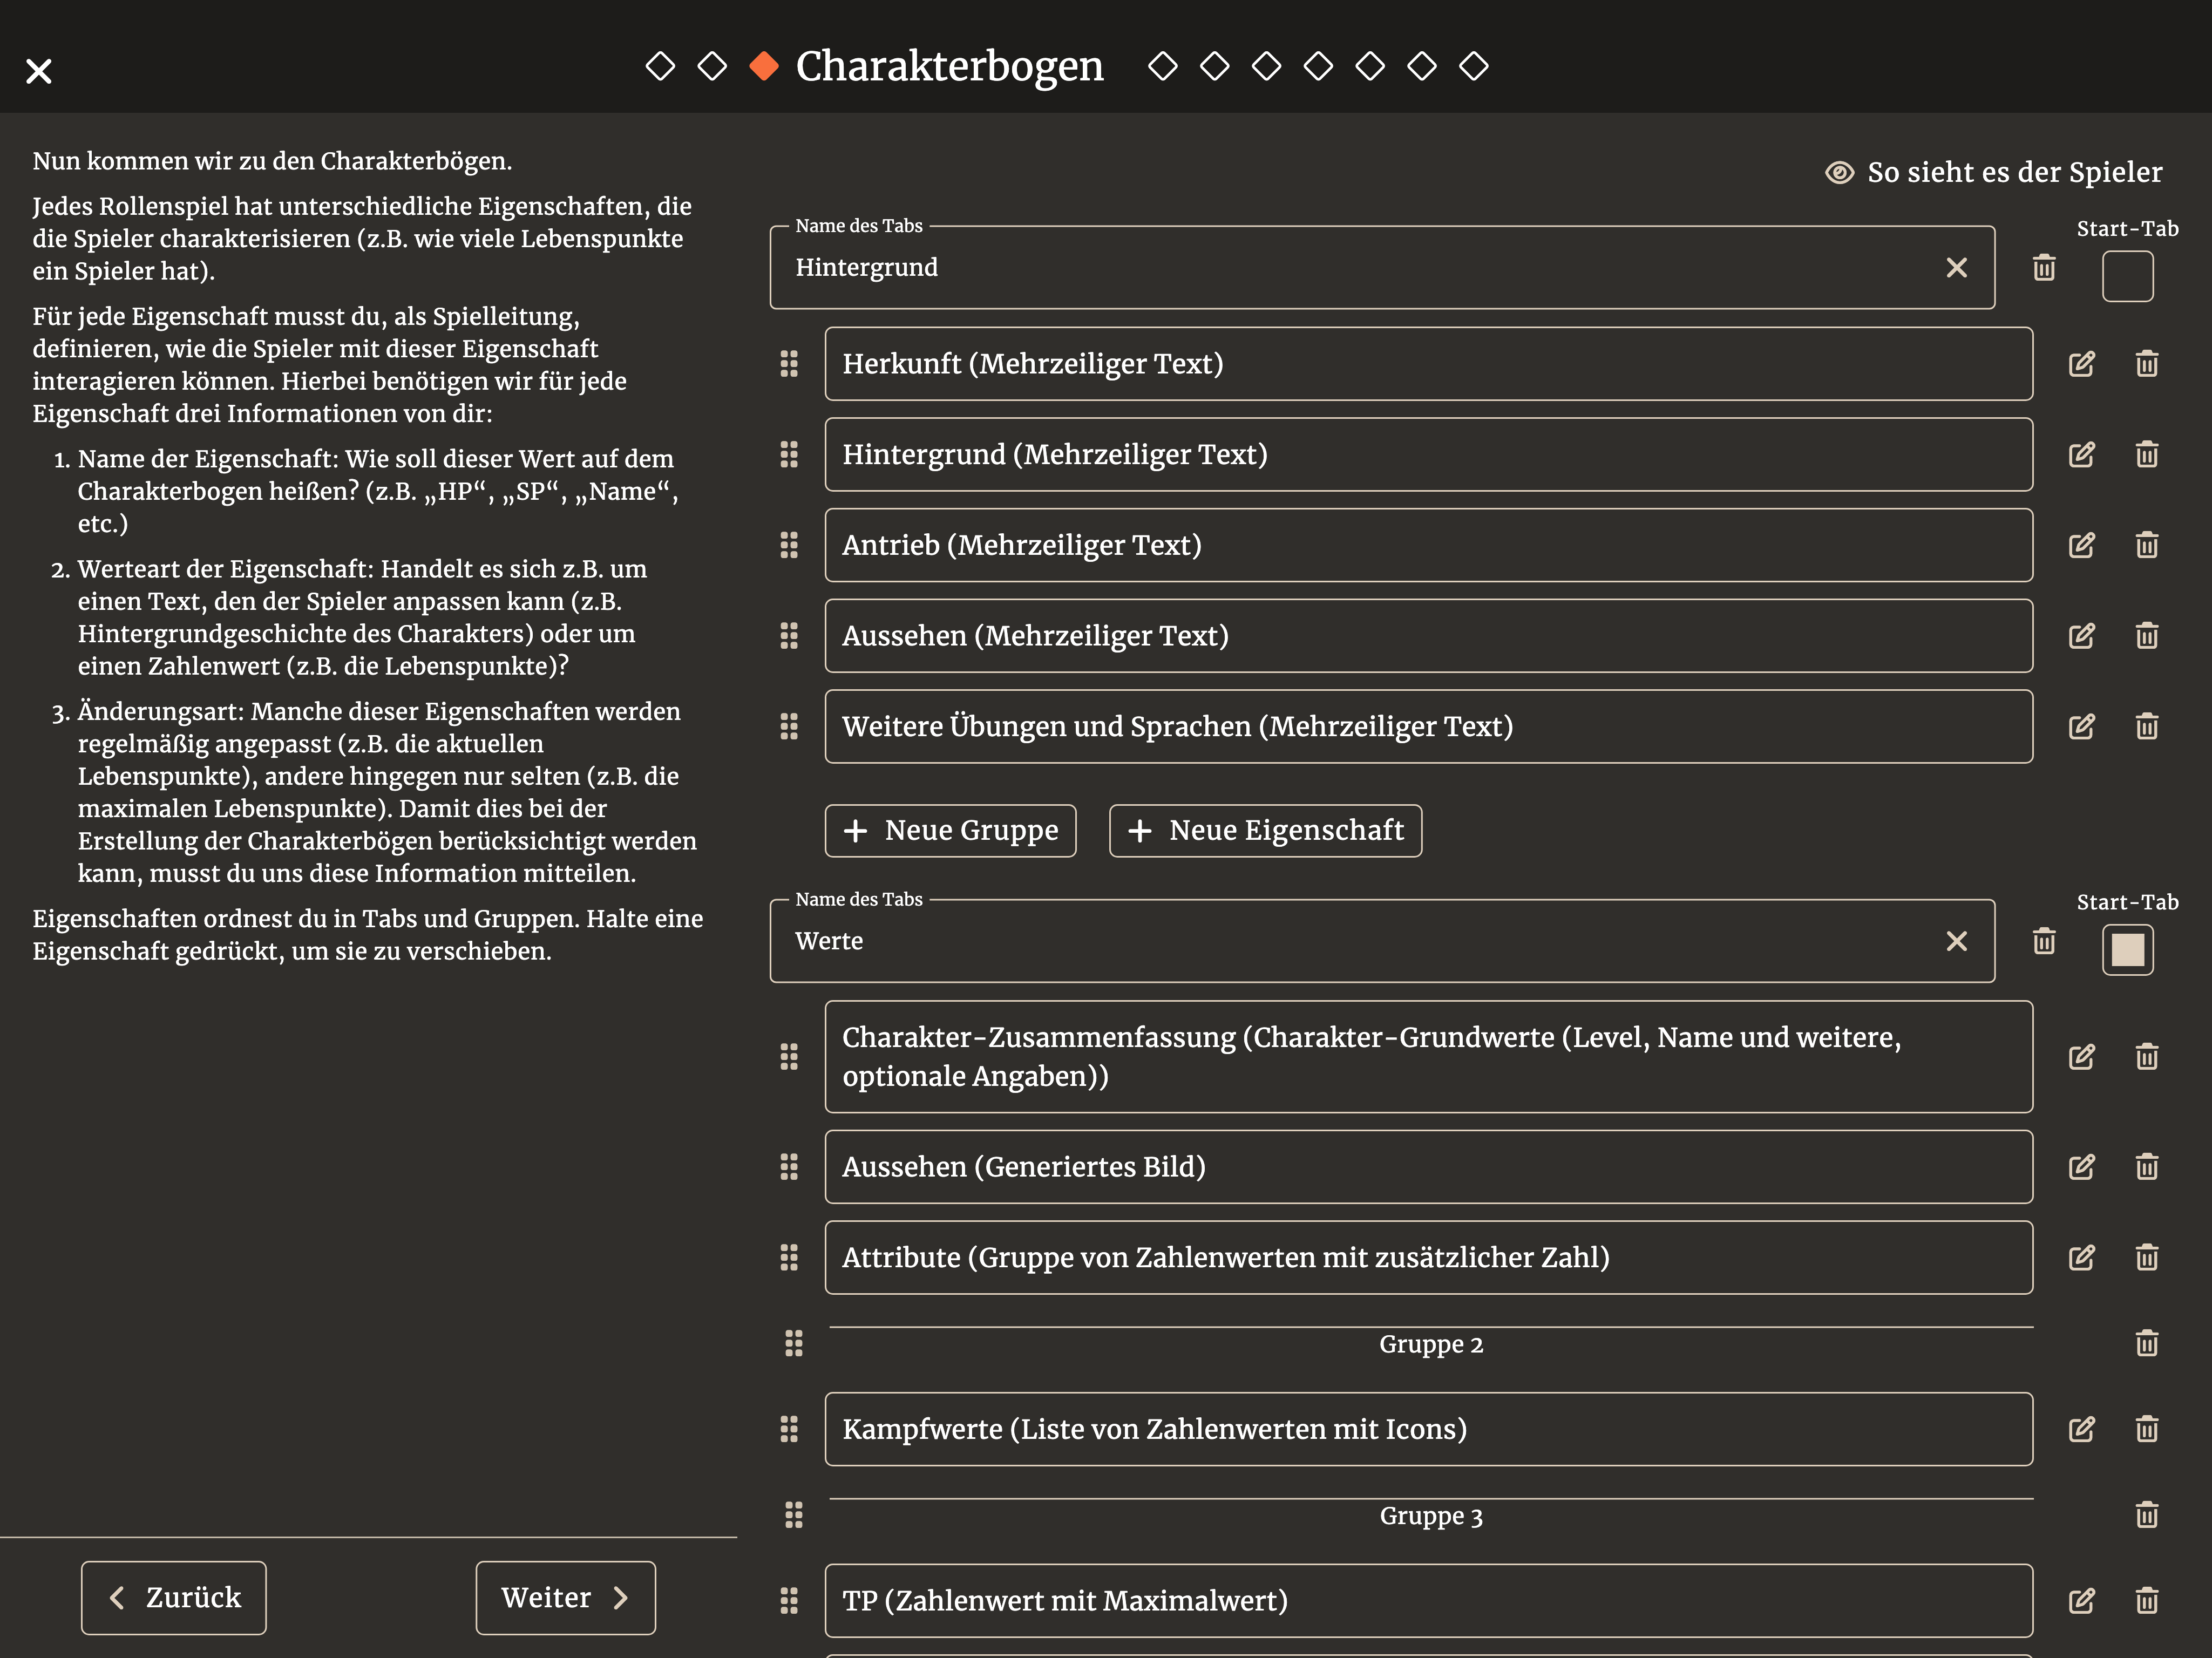 Charakterbogen
Nun kommen wir zu den Charakterbögen.
Jedes Rollenspiel hat unterschiedliche Eigenschaften, die
die Spieler charakterisieren (z.B. wie viele Lebenspunkte
ein Spieler hat).
Für jede Eigenschaft musst du, als Spielleitung,
definieren, wie die Spieler mit dieser Eigenschaft
interagieren können. Hierbei benötigen wir für jede
Eigenschaft drei Informationen von dir:
1. Name der Eigenschaft: Wie soll dieser Wert auf dem
Charakterbogen heißen? (z.B. „HP“, „SP“, „Name“,
etc.)
2. Werteart der Eigenschaft: Handelt es sich z.B. um
einen Text, den der Spieler anpassen kann (z.B.
Hintergrundgeschichte des Charakters) oder um
einen Zahlenwert (z.B. die Lebenspunkte)?
3. Änderungsart: Manche dieser Eigenschaften werden
regelmäßig angepasst (z.B. die aktuellen
Lebenspunkte), andere hingegen nur selten (z.B. die
maximalen Lebenspunkte). Damit dies bei der
Erstellung der Charakterbögen berücksichtigt werden
kann, musst du uns diese Information mitteilen.
Eigenschaften ordnest du in Tabs und Gruppen. Halte eine
Eigenschaft gedrückt, um sie zu verschieben.
Zurück
Weiter
So sieht es der Spieler
Name des Tabs
Start-Tab
Hintergrund
Herkunft (Mehrzeiliger Text)
Hintergrund (Mehrzeiliger Text)
Antrieb (Mehrzeiliger Text)
Aussehen (Mehrzeiliger Text)
Weitere Übungen und Sprachen (Mehrzeiliger Text)
Neue Gruppe
Neue Eigenschaft
Name des Tabs
Start-Tab
Werte
Charakter-Zusammenfassung (Charakter-Grundwerte (Level, Name und weitere,
optionale Angaben))
Aussehen (Generiertes Bild)
Attribute (Gruppe von Zahlenwerten mit zusätzlicher Zahl)
Gruppe 2
Kampfwerte (Liste von Zahlenwerten mit Icons)
Gruppe 3
TP (Zahlenwert mit Maximalwert)